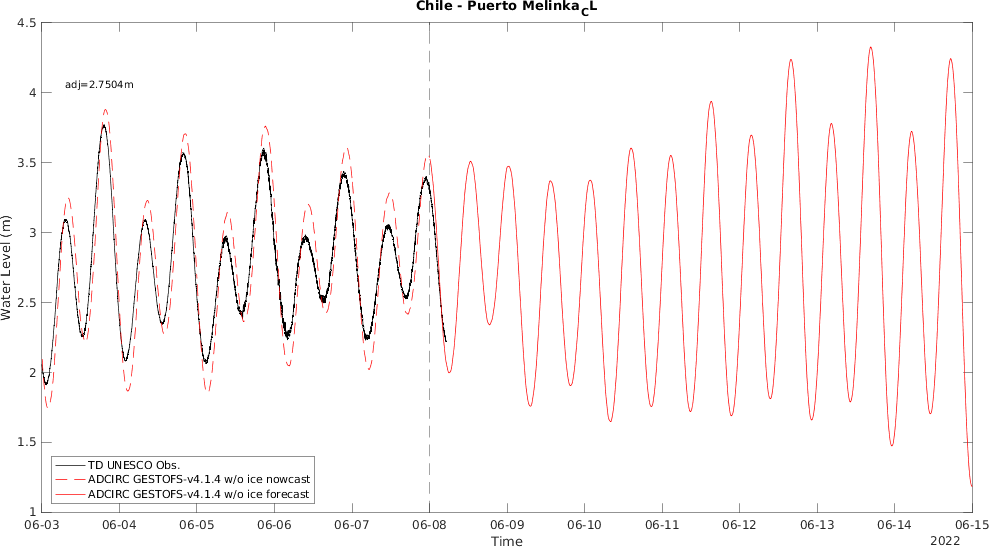 Chile - Puerto Melinka_CL
4.5
4
3.5
3
2.5
2
1.5
1
Water Level (m)
adj=2.7504m
TD UNESCO Obs.
ADCIRC GESTOFS-v4.1.4 w/o ice nowcast
ADCIRC GESTOFS-v4.1.4 w/o ice forecast
06-03 06-04 06-05 06-06 06-07 06-08 06-09 06-10 06-11 06-12 06-13 06-14 06-15
Time
2022